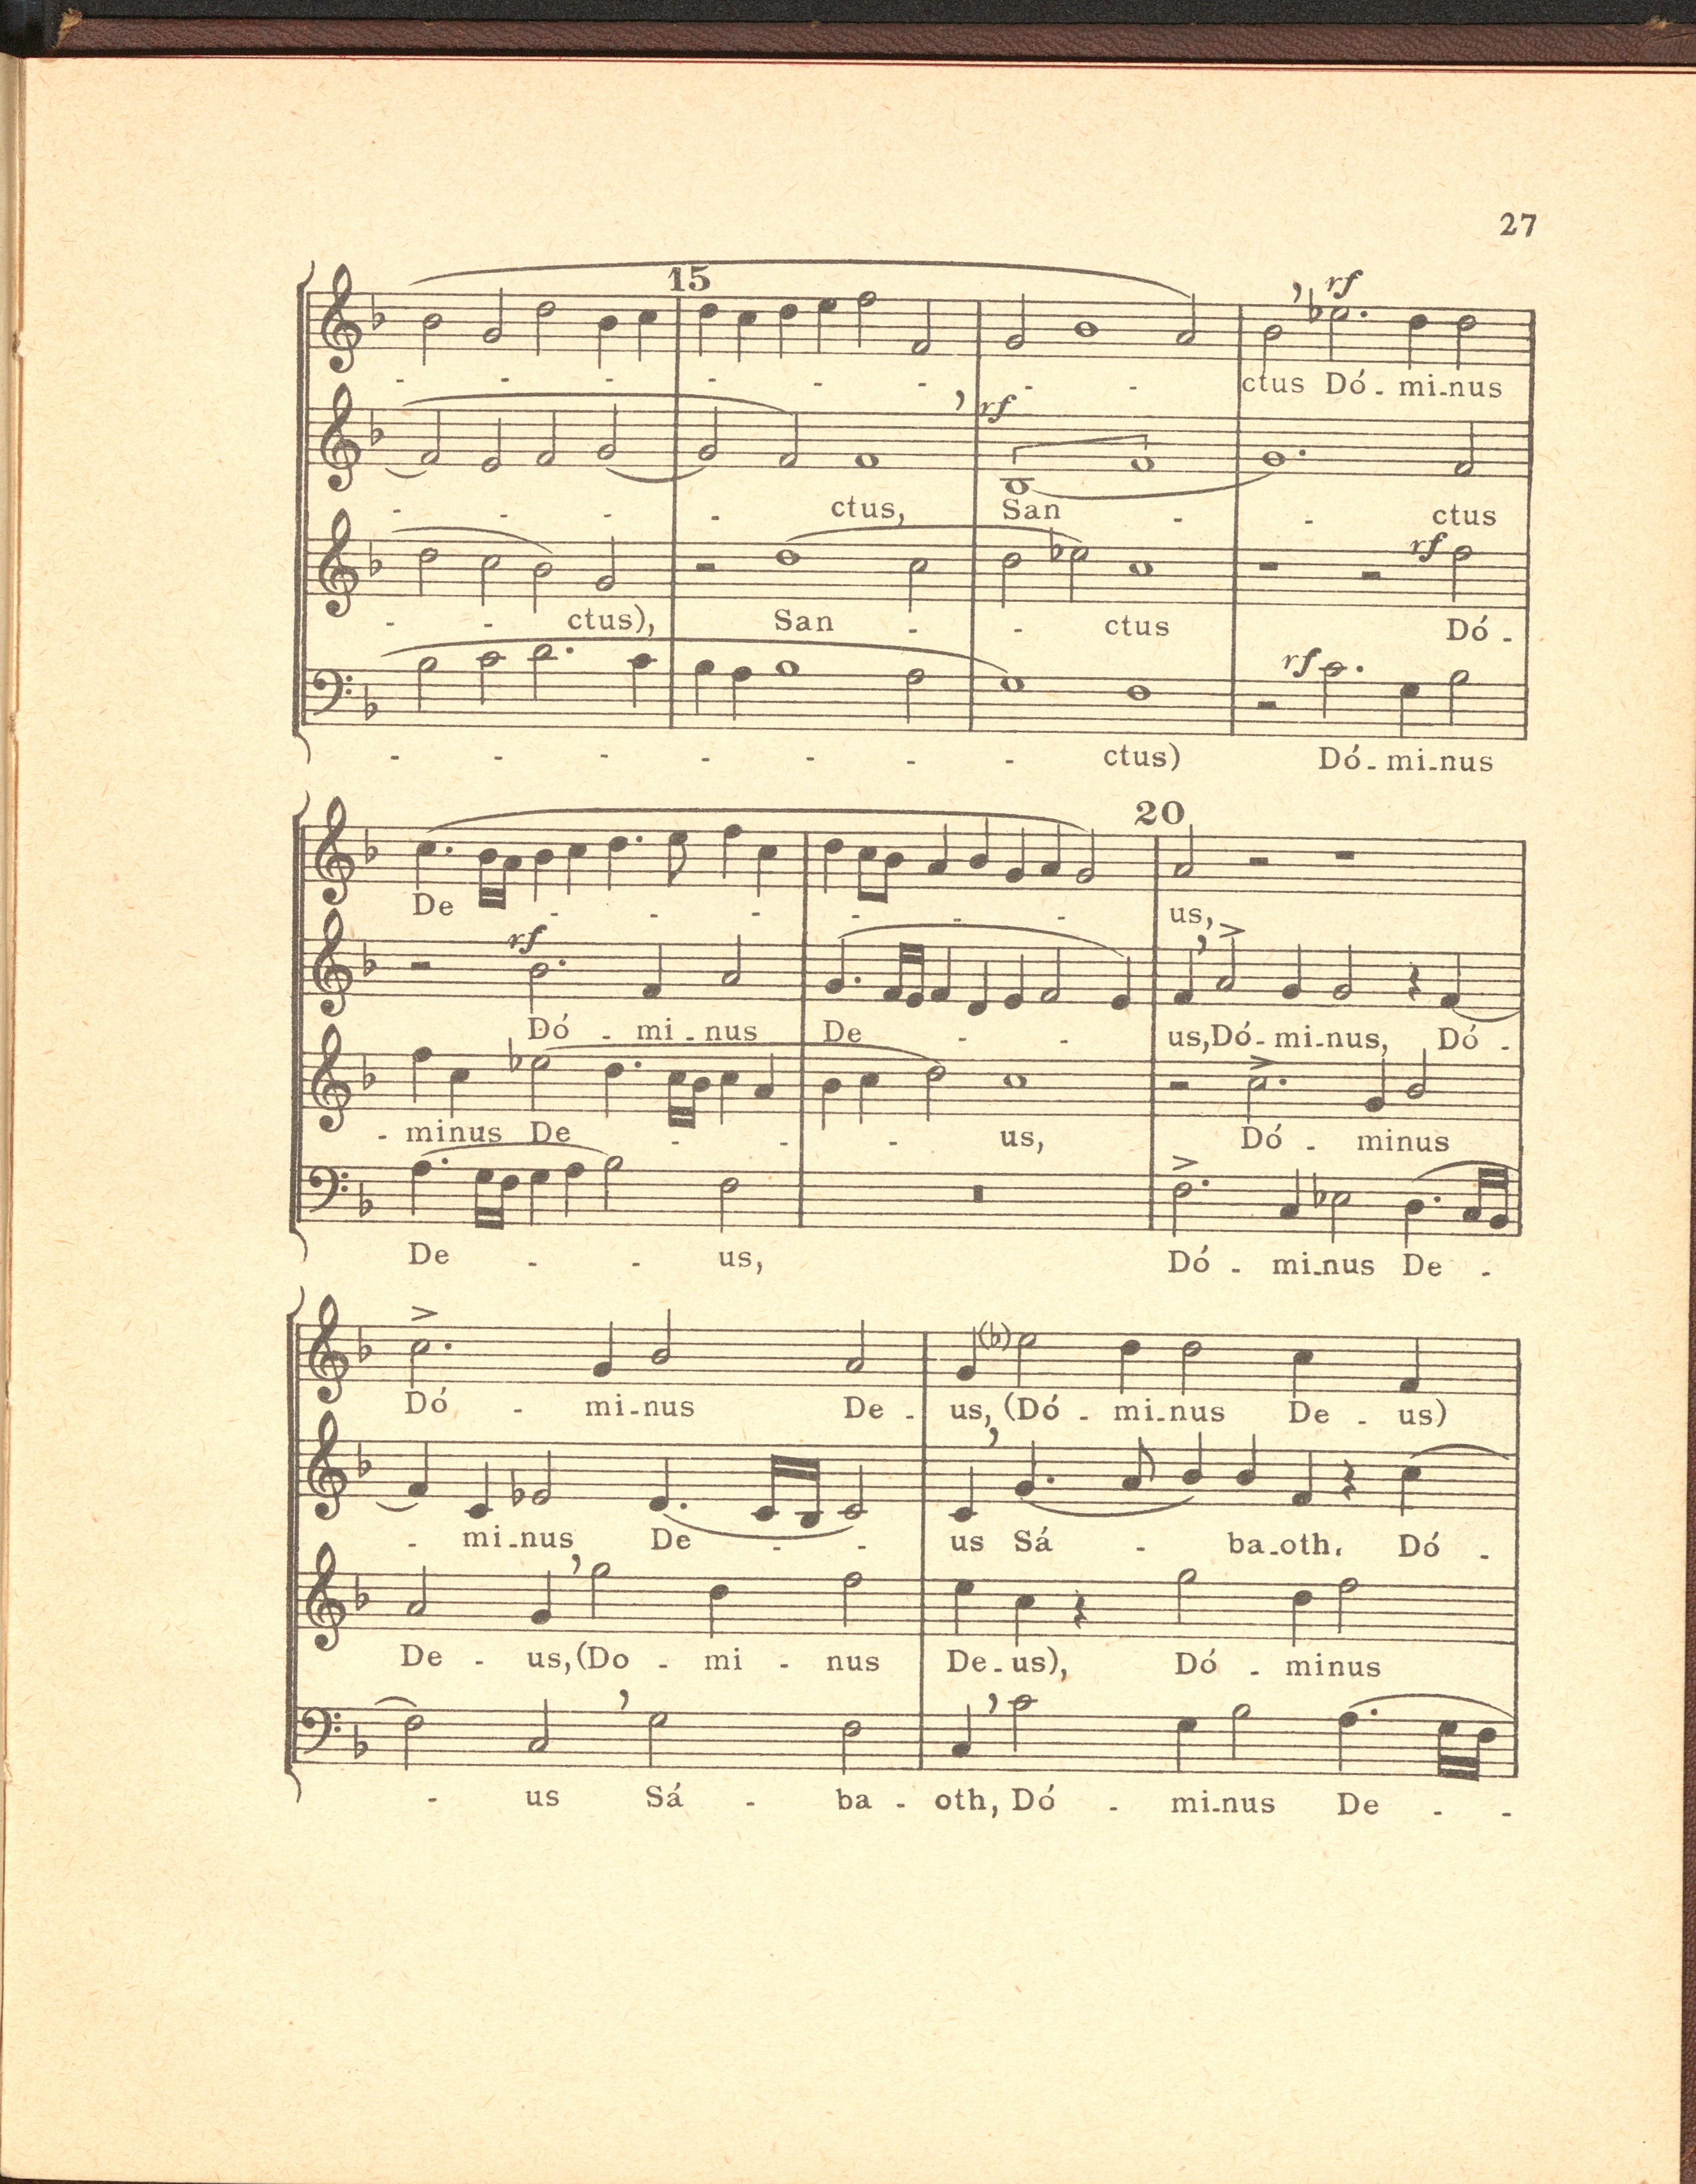 27
15
rf
ctus Dó - mi - nus
rf
- - - - ctus, San - - ctus
rf
- - ctus), San - - ctus Dó -
rf
- - - - - - - ctus) Dó - mi - nus
20
De - - - - - - us,
rf
Dó - mi - nus De - - us, Dó - mi - nus, Dó -
- minus De - - - us, Dó - minus
De - - us, Dó - mi - nus De -
(b)
Dó - mi - nus De - us, (Dó - mi - nus De - us)
- mi - nus De - - us Sá - ba - oth, Dó -
De - us, (Do - mi - nus De - us), Dó - minus
- us Sá - ba - oth, Dó - mi - nus De - -